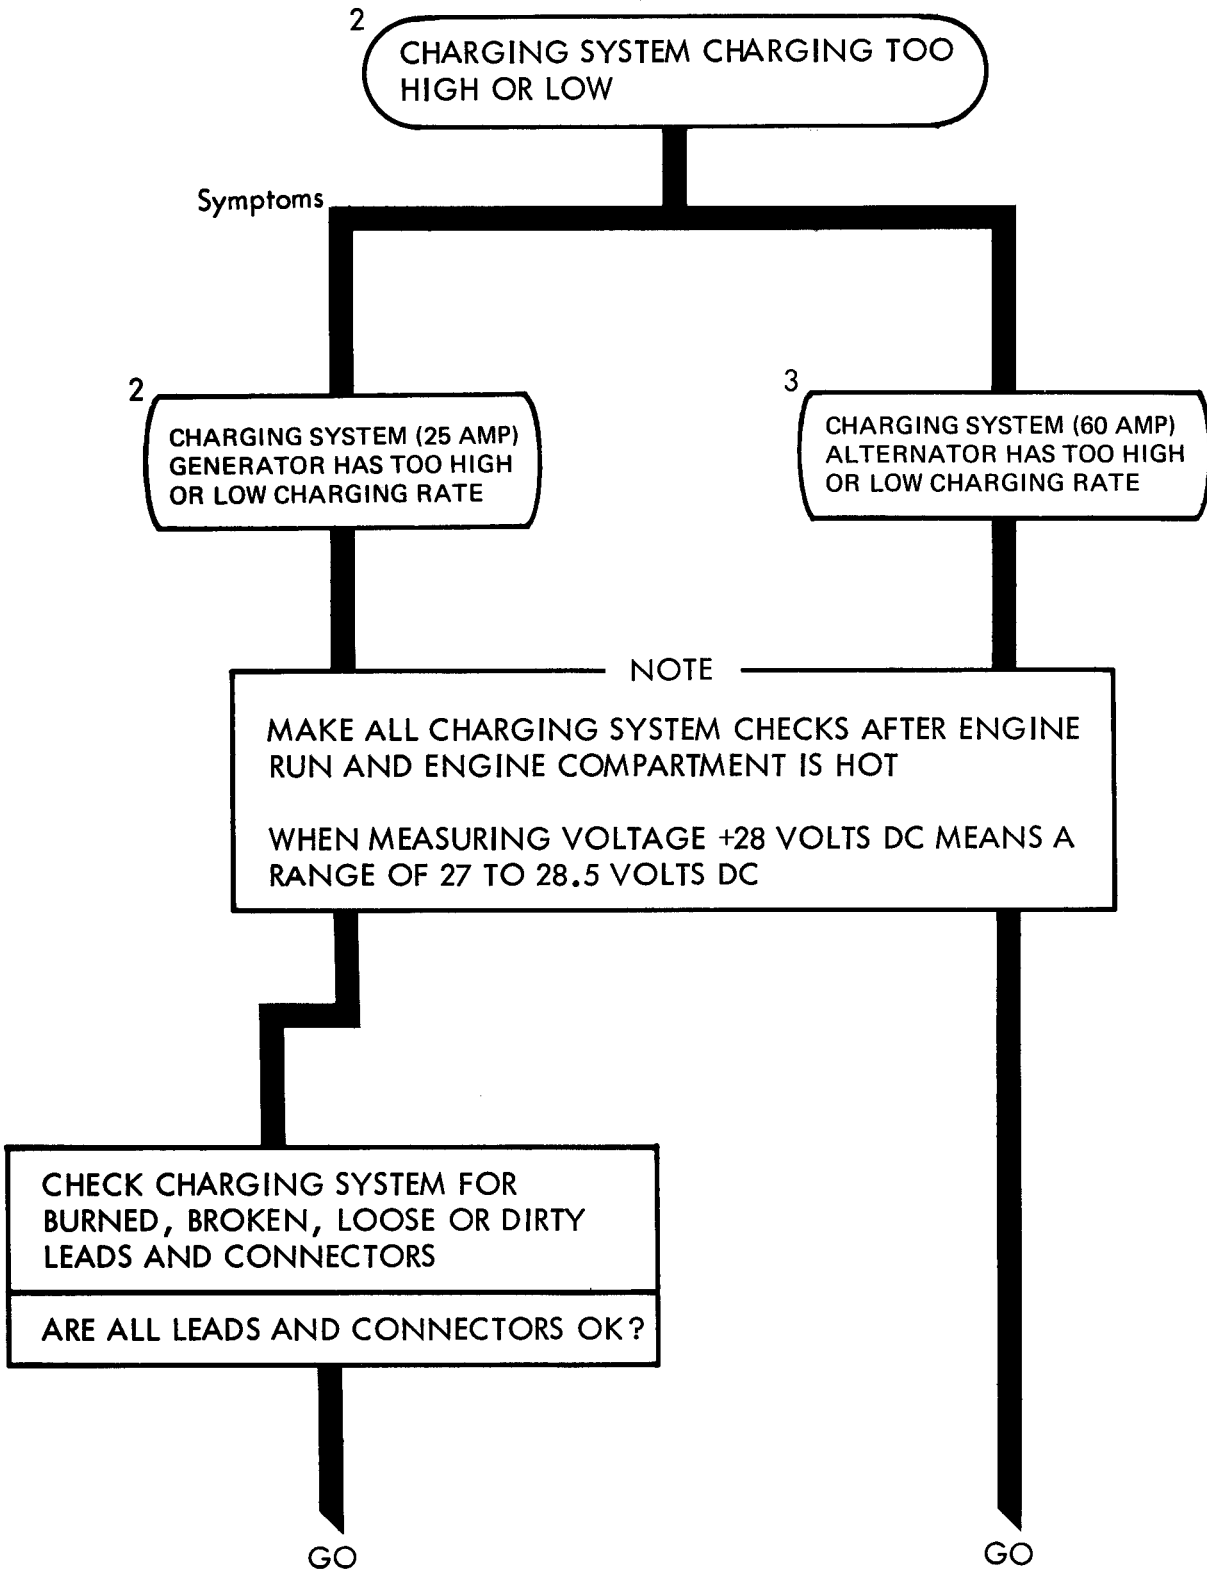 2
CHARGING SYSTEM CHARGING TOO
HIGH OR LOW
Symptoms
2
CHARGING SYSTEM (25 AMP)
GENERATOR HAS TOO HIGH
OR LOW CHARGING RATE
3
CHARGING SYSTEM (60 AMP)
ALTERNATOR HAS TOO HIGH
OR LOW CHARGING RATE
NOTE
MAKE ALL CHARGING SYSTEM CHECKS AFTER ENGINE
RUN AND ENGINE COMPARTMENT IS HOT
WHEN MEASURING VOLTAGE +28 VOLTS DC MEANS A
RANGE OF 27 TO 28.5 VOLTS DC
CHECK CHARGING SYSTEM FOR
BURNED, BROKEN, LOOSE OR DIRTY
LEADS AND CONNECTORS
ARE ALL LEADS AND CONNECTORS OK?
GO
GO